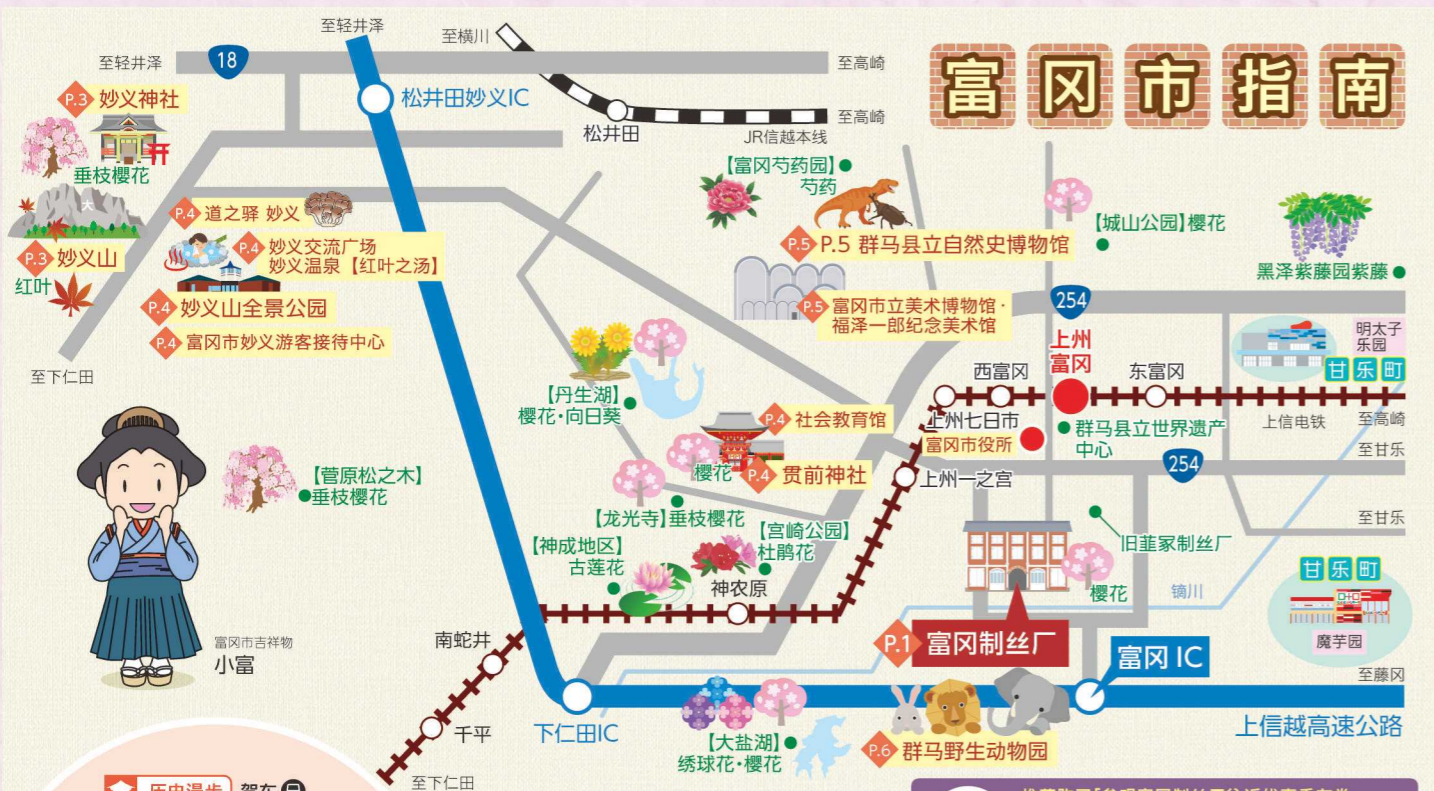 富冈市指南
至轻井泽
至横川
至轻井泽
18
至高崎
松井田妙义IC
松井田
至高崎
JR信越本线
P.3 妙义神社
垂枝樱花
大
P.3 妙义山
红叶
P.4 道之驿 妙义
P.4 妙义交流广场
妙义温泉【红叶之汤】
P.4 妙义山全景公园
P.4 富冈市妙义游客接待中心
至下仁田
【富冈芍药园】
芍药
P.5 P.5 群马县立自然史博物馆
P.5 富冈市立美术博物馆·
福泽一郎纪念美术馆
【城山公园】樱花
黑泽紫藤园紫藤
254
明太子
乐园
甘乐町
上州
富冈
西富冈
东富冈
上州七日市
富冈市役所
群马县立世界遗产
中心
上信电铁
至高崎
至甘乐
254
上州一之宫
至甘乐
【丹生湖】
樱花·向日葵
P.4 社会教育馆
樱花
P.4 贯前神社
【龙光寺】垂枝樱花
【菅原松之木】
垂枝樱花
【神成地区】
古莲花
【宫崎公园】
杜鹃花
神农原
旧韮冢制丝厂
樱花
镝川
甘乐町
魔芋园
P.1 富冈制丝厂
富冈 IC
至藤冈
上信越高速公路
富冈市吉祥物
小富
南蛇井
千平
至下仁田
下仁田IC
【大盐湖】
绣球花·樱花
P.6 群马野生动物园
历史漫步